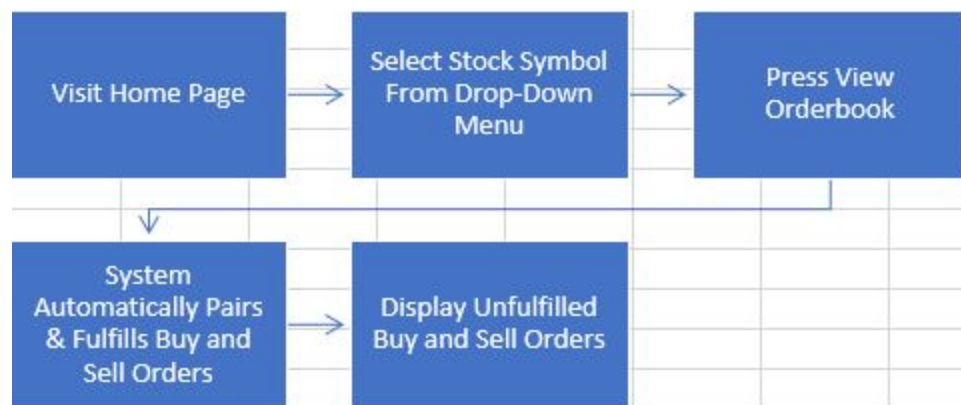 Visit Home Page
Select Stock Symbol
From Drop-Down
Menu
Press View
Orderbook
System
Automatically Pairs
& Fulfills Buy and
Sell Orders
Display Unfulfilled
Buy and Sell Orders